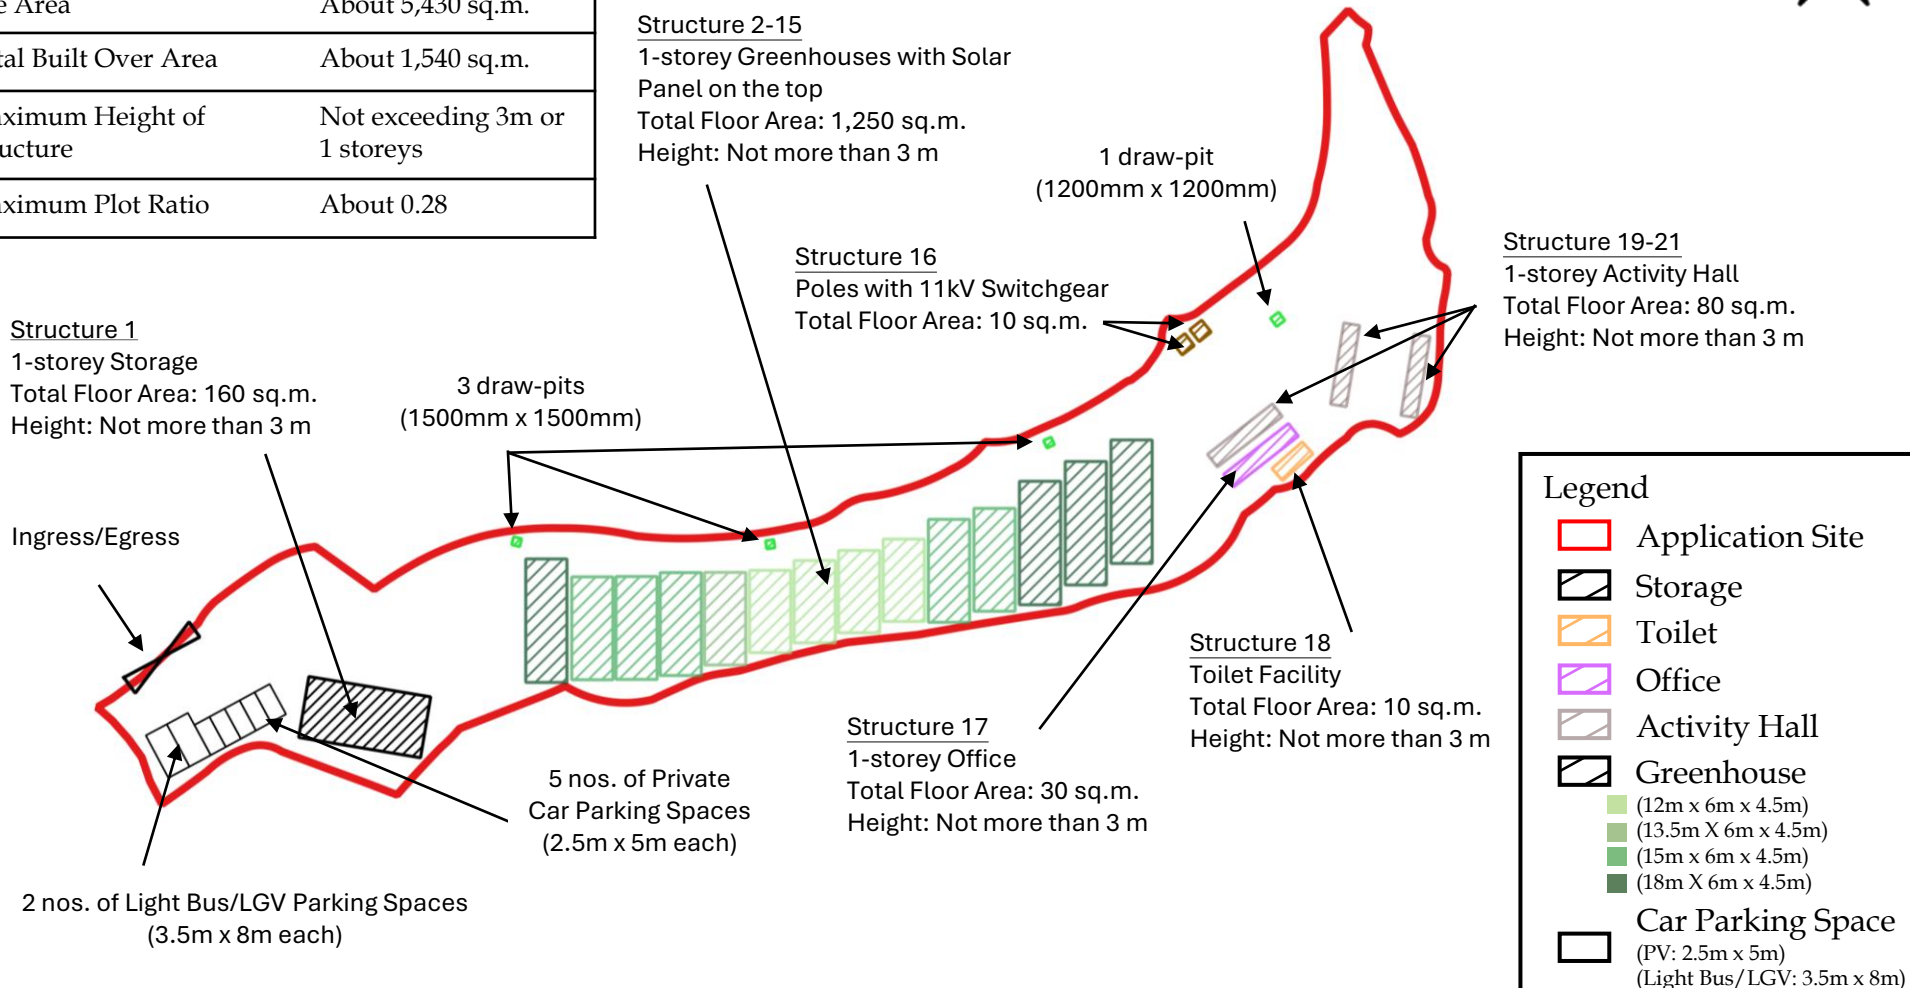 Area About 5,430 sq.m.
Built Over Area About 1,540 sq.m.
Height of Not exceeding 3m or
1 storeys
Plot Ratio About 0.28
Structure 2-15
1-storey Greenhouses with Solar
Panel on the top
Total Floor Area: 1,250 sq.m.
Height: Not more than 3 m
1 draw-pit
(1200mm x 1200mm)
Structure 16
Poles with 11kV Switchgear
Total Floor Area: 10 sq.m.
Structure 19-21
1-storey Activity Hall
Total Floor Area: 80 sq.m.
Height: Not more than 3 m
Structure 1
1-storey Storage
Total Floor Area: 160 sq.m.
Height: Not more than 3 m
3 draw-pits
(1500mm x 1500mm)
Ingress/Egress
Structure 18
Toilet Facility
Total Floor Area: 10 sq.m.
Height: Not more than 3 m
Structure 17
1-storey Office
Total Floor Area: 30 sq.m.
Height: Not more than 3 m
5 nos. of Private
Car Parking Spaces
(2.5m x 5m each)
2 nos. of Light Bus/LGV Parking Spaces
(3.5m x 8m each)
Legend
Application Site
Storage
Toilet
Office
Activity Hall
Greenhouse
(12m x 6m x 4.5m)
(13.5m X 6m x 4.5m)
(15m x 6m x 4.5m)
(18m X 6m x 4.5m)
Car Parking Space
(PV: 2.5m x 5m)
(Light Bus/LGV: 3.5m x 8m)